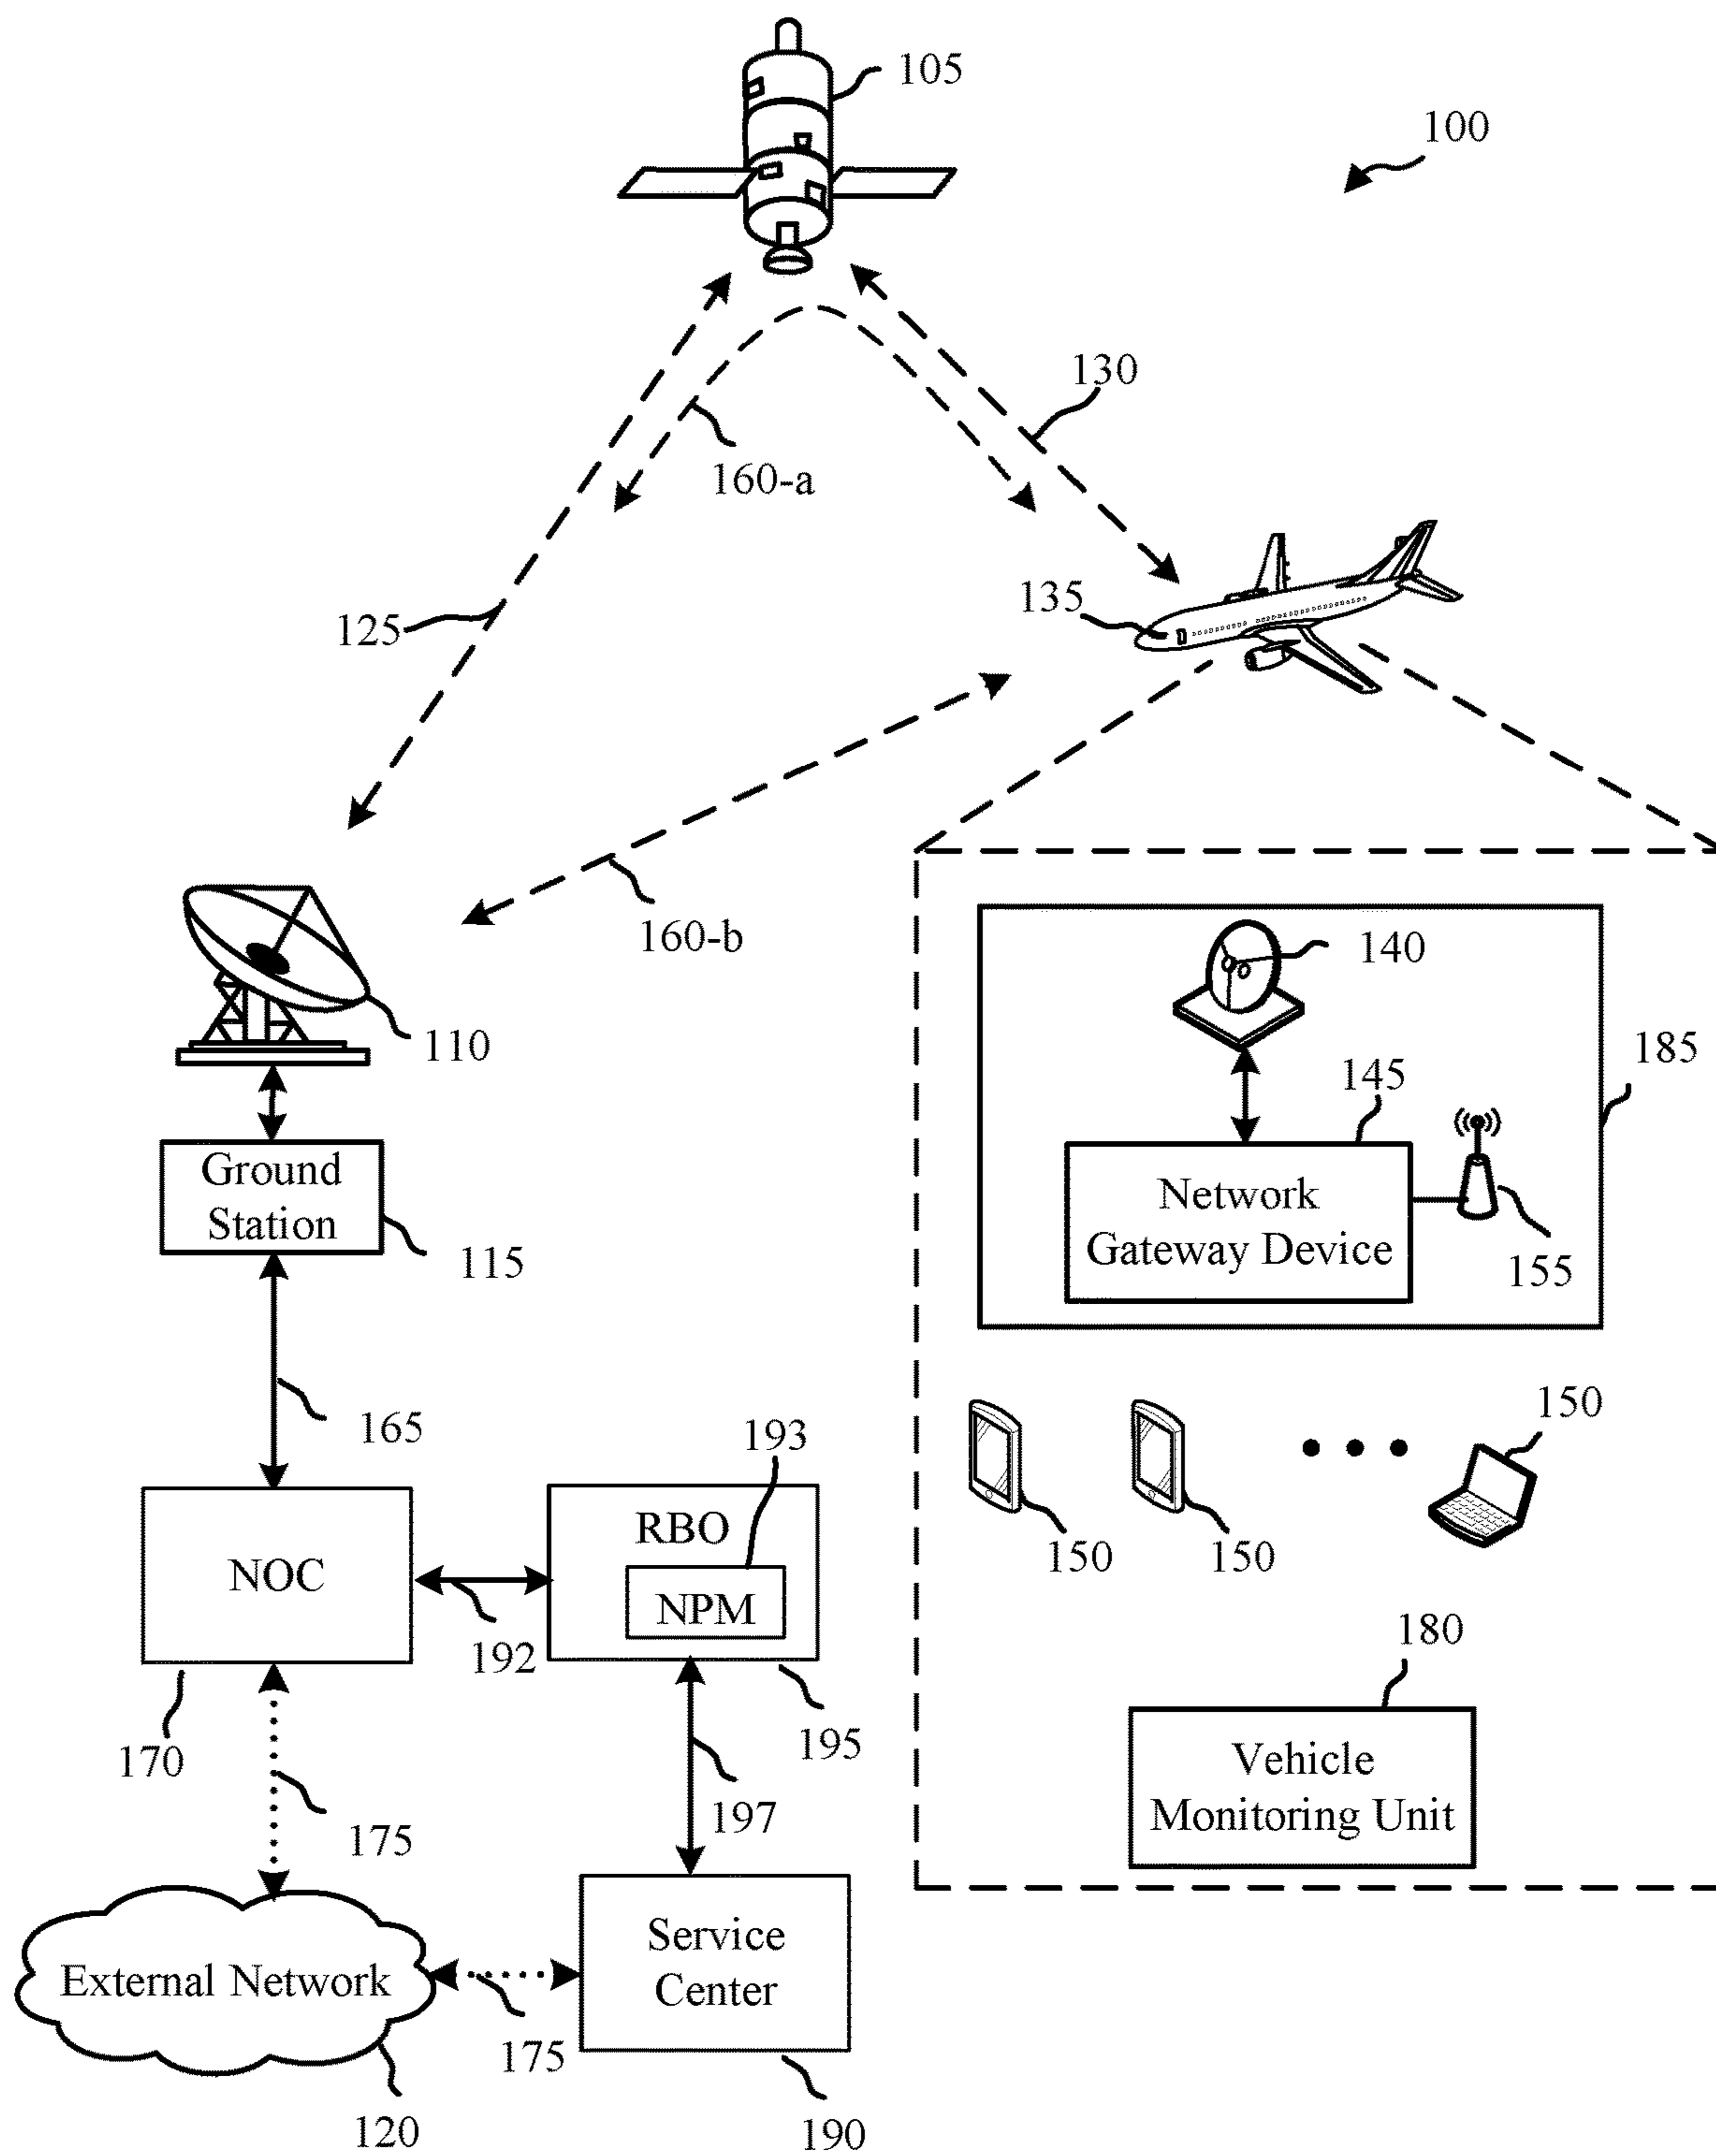 105
100
130
160-a
135
125
160-b
140
110
185
145
Ground
Station
Network
Gateway Device
115
155
165
193
150
RBO
150
150
NOC
NPM
192
180
170
195
Vehicle
Monitoring Unit
197
175
Service
Center
External Network
175
120
190